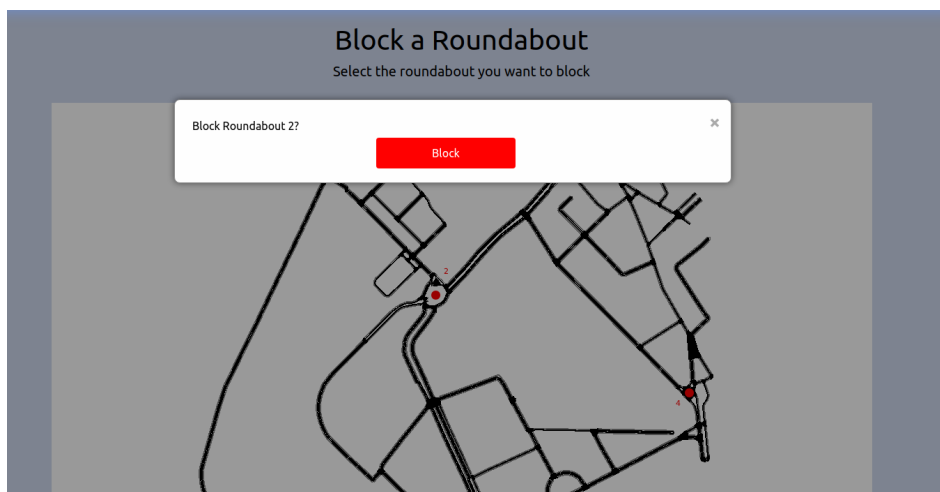 Block a Roundabout
Select the roundabout you want to block
Block Roundabout 2?
×
Block
2
4